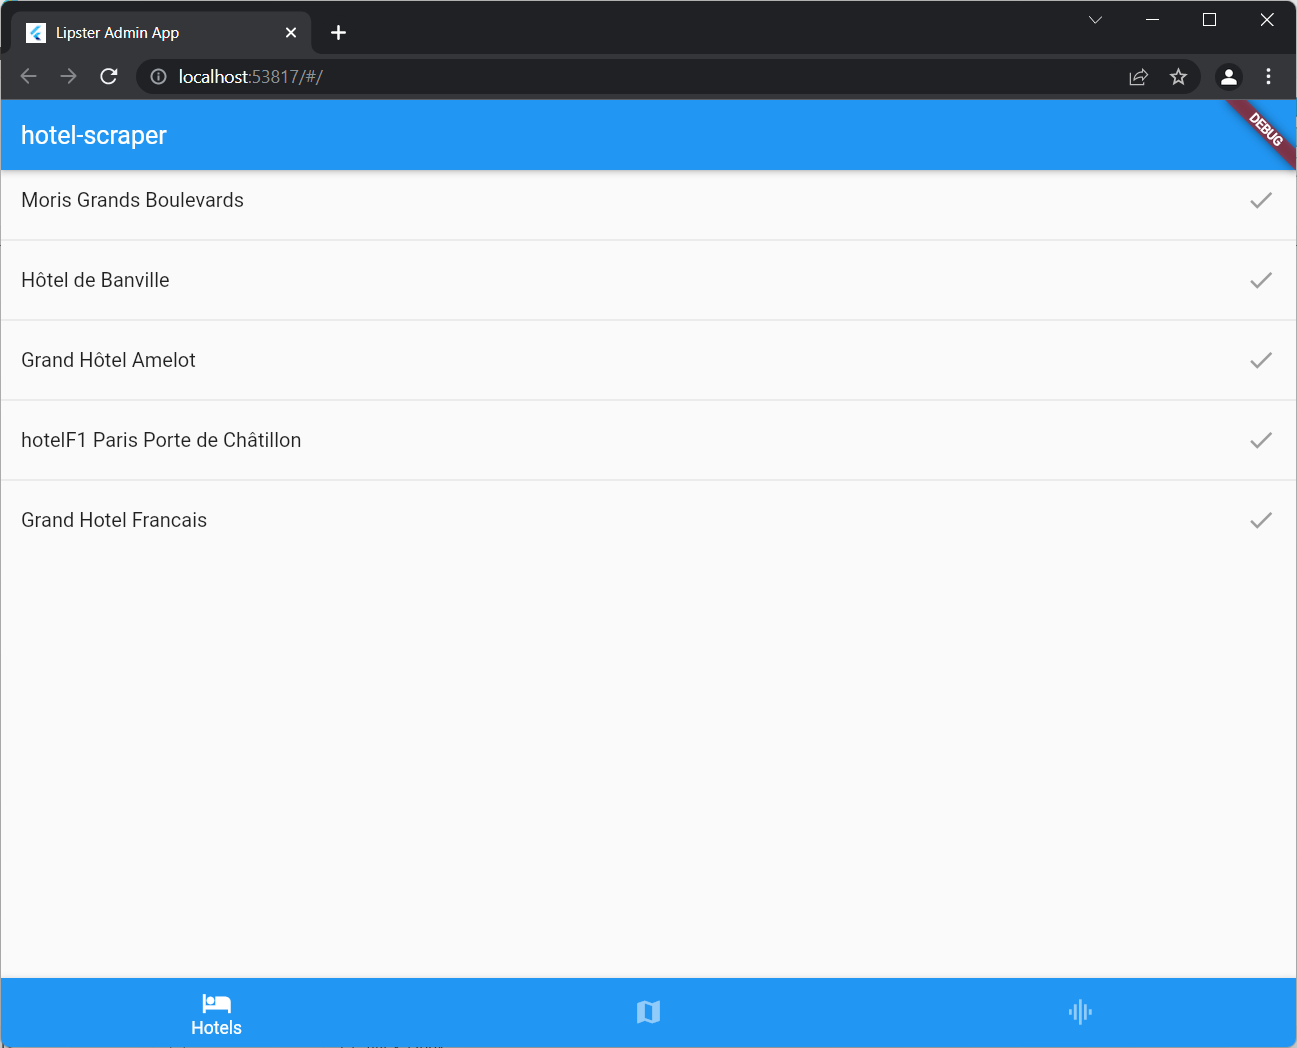 Lipster Admin App
localhost:53817/#/
hotel-scraper
DEBUG
Moris Grands Boulevards
Hôtel de Banville
Grand Hôtel Amelot
hotelF1 Paris Porte de Châtillon
Grand Hotel Francais
Hotels